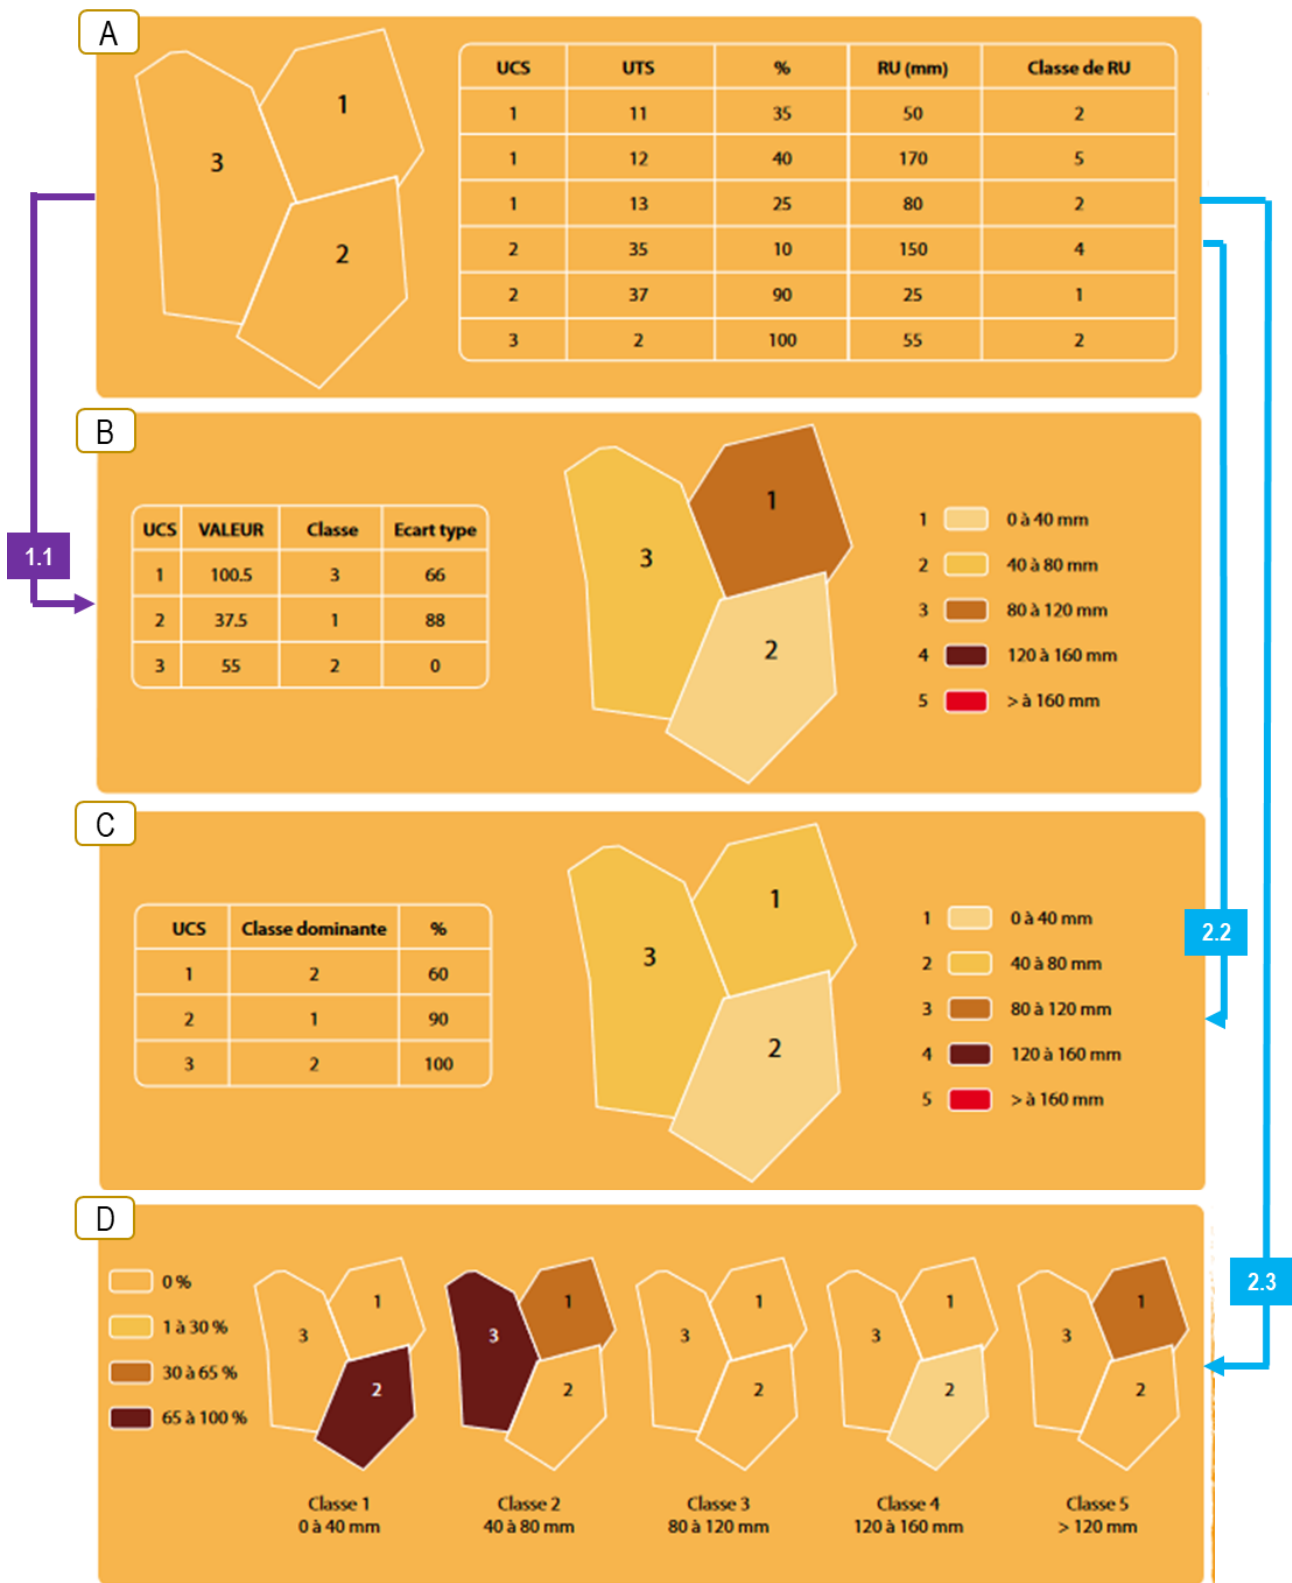 A
1
3
2
UCS UTS % RU (mm) Classe de RU
1 11 35 50 2
1 12 40 170 5
1 13 25 80 2
2 35 10 150 4
2 37 90 25 1
3 2 100 55 2
1.1
B
UCS VALEUR Classe Ecart type
1 100.5 3 66
2 37.5 1 88
3 55 2 0
1
3
2
1 0 à 40 mm
2 40 à 80 mm
3 80 à 120 mm
4 120 à 160 mm
5 > à 160 mm
C
UCS Classe dominante %
1 2 60
2 1 90
3 2 100
1
3
2
1 0 à 40 mm
2 40 à 80 mm
3 80 à 120 mm
4 120 à 160 mm
5 > à 160 mm
2.2
D
0 %
1 à 30 %
30 à 65 %
65 à 100 %
1
3
2
Classe 1
0 à 40 mm
1
3
2
Classe 2
40 à 80 mm
1
3
2
Classe 3
80 à 120 mm
1
3
2
Classe 4
120 à 160 mm
1
3
2
Classe 5
> 120 mm
2.3